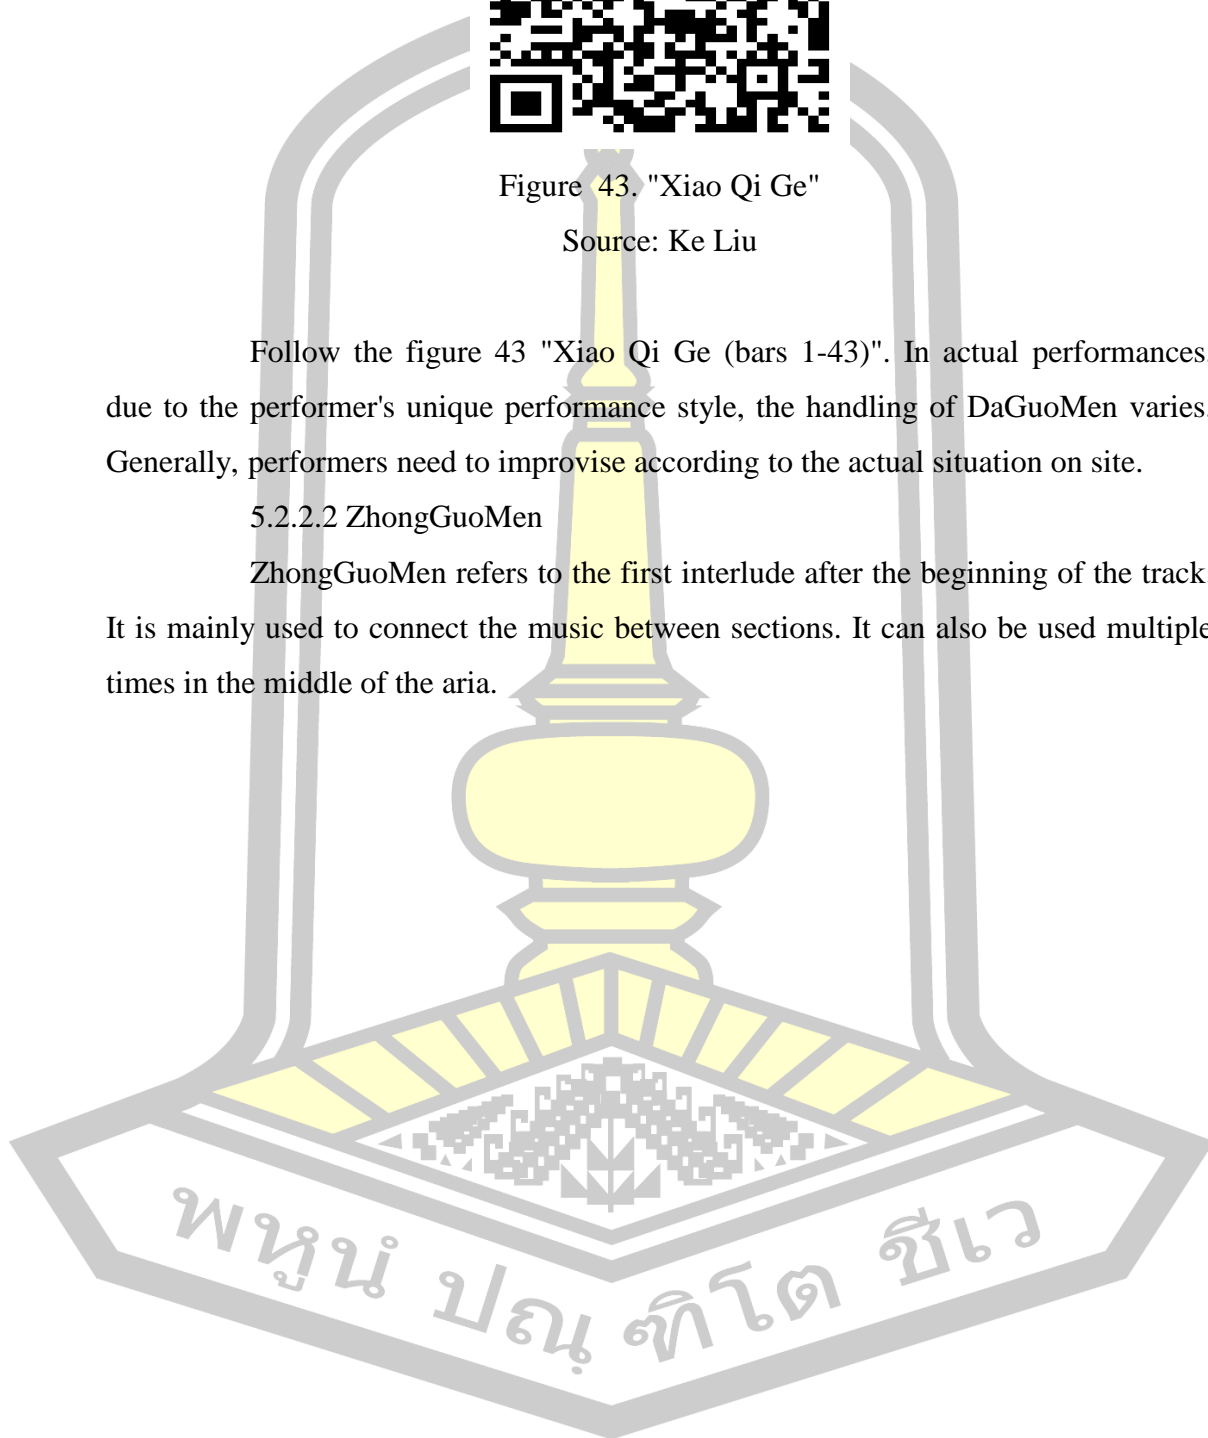 Figure 43. "Xiao Qi Ge"
Source: Ke Liu
Follow the figure 43 "Xiao Qi Ge (bars 1-43)". In actual performances,
due to the performer's unique performance style, the handling of DaGuoMen varies.
Generally, performers need to improvise according to the actual situation on site.
5.2.2.2 ZhongGuoMen
ZhongGuoMen refers to the first interlude after the beginning of the track.
It is mainly used to connect the music between sections. It can also be used multiple
times in the middle of the aria.
พหูนํ ปณฺ ฑิโต ชีเว